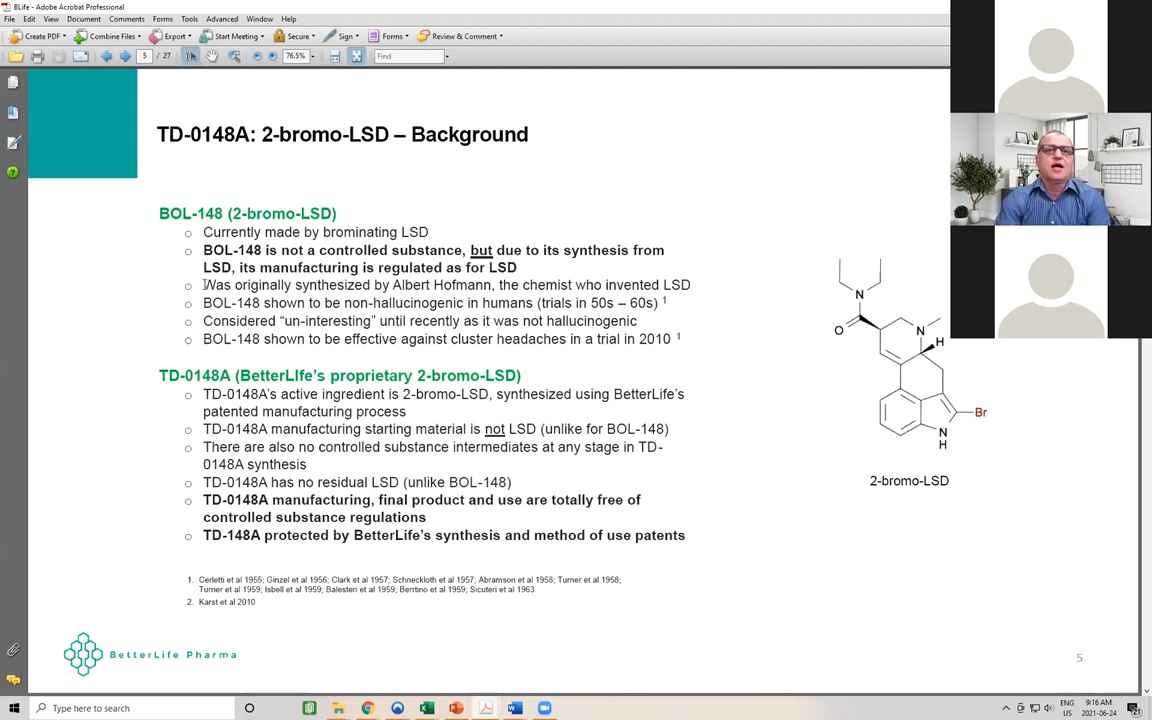 BLife - Adobe Acrobat Professional
File Edit View Document Comments Forms Tools Advanced Window Help
Create PDF Combine Files Export Start Meeting Secure Sign Forms Review & Comment
5 / 27 76.5% Find
TD-0148A: 2-bromo-LSD – Background
BOL-148 (2-bromo-LSD)
○ Currently made by brominating LSD
○ BOL-148 is not a controlled substance, but due to its synthesis from
LSD, its manufacturing is regulated as for LSD
○ Was originally synthesized by Albert Hofmann, the chemist who invented LSD
○ BOL-148 shown to be non-hallucinogenic in humans (trials in 50s – 60s) 1
○ Considered “un-interesting” until recently as it was not hallucinogenic
○ BOL-148 shown to be effective against cluster headaches in a trial in 2010 1
TD-0148A (BetterLIfe’s proprietary 2-bromo-LSD)
○ TD-0148A’s active ingredient is 2-bromo-LSD, synthesized using BetterLife’s
patented manufacturing process
○ TD-0148A manufacturing starting material is not LSD (unlike for BOL-148)
○ There are also no controlled substance intermediates at any stage in TD-
0148A synthesis
○ TD-0148A has no residual LSD (unlike BOL-148)
○ TD-0148A manufacturing, final product and use are totally free of
controlled substance regulations
○ TD-148A protected by BetterLife’s synthesis and method of use patents
1. Cerletti et al 1955; Ginzel et al 1956; Clark et al 1957; Schneckloth et al 1957; Abramson et al 1958; Turner et al 1958;
Turner et al 1959; Isbell et al 1959; Balesteri et al 1959; Berrtino et al 1959; Sicuteri et al 1963
2. Karst et al 2010
N
O
N
H
Br
N
H
2-bromo-LSD
BetterLife Pharma
5
Type here to search
ENG
US
9:16 AM
2021-06-24
21